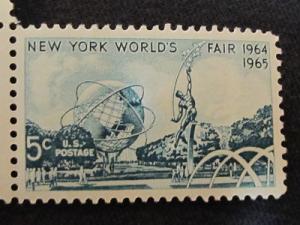 NEW YORK WORLD'S FAIR 1964
1965
5c U.S.
POSTAGE